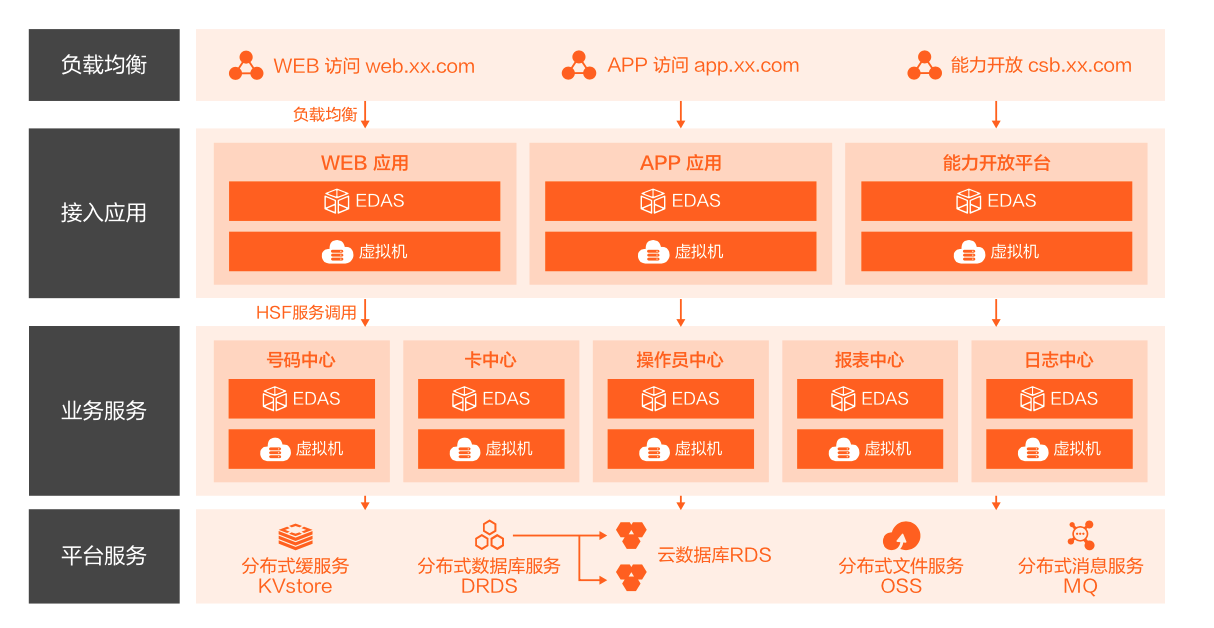 负载均衡
WEB 访问 web.xx.com
APP 访问 app.xx.com
能力开放 csb.xx.com
负载均衡
接入应用
WEB 应用
EDAS
虚拟机
APP 应用
EDAS
虚拟机
能力开放平台
EDAS
虚拟机
HSF服务调用
业务服务
号码中心
EDAS
虚拟机
卡中心
EDAS
虚拟机
操作员中心
EDAS
虚拟机
报表中心
EDAS
虚拟机
日志中心
EDAS
虚拟机
平台服务
分布式缓服务
KVstore
分布式数据库服务
DRDS
云数据库RDS
分布式文件服务
OSS
分布式消息服务
MQ